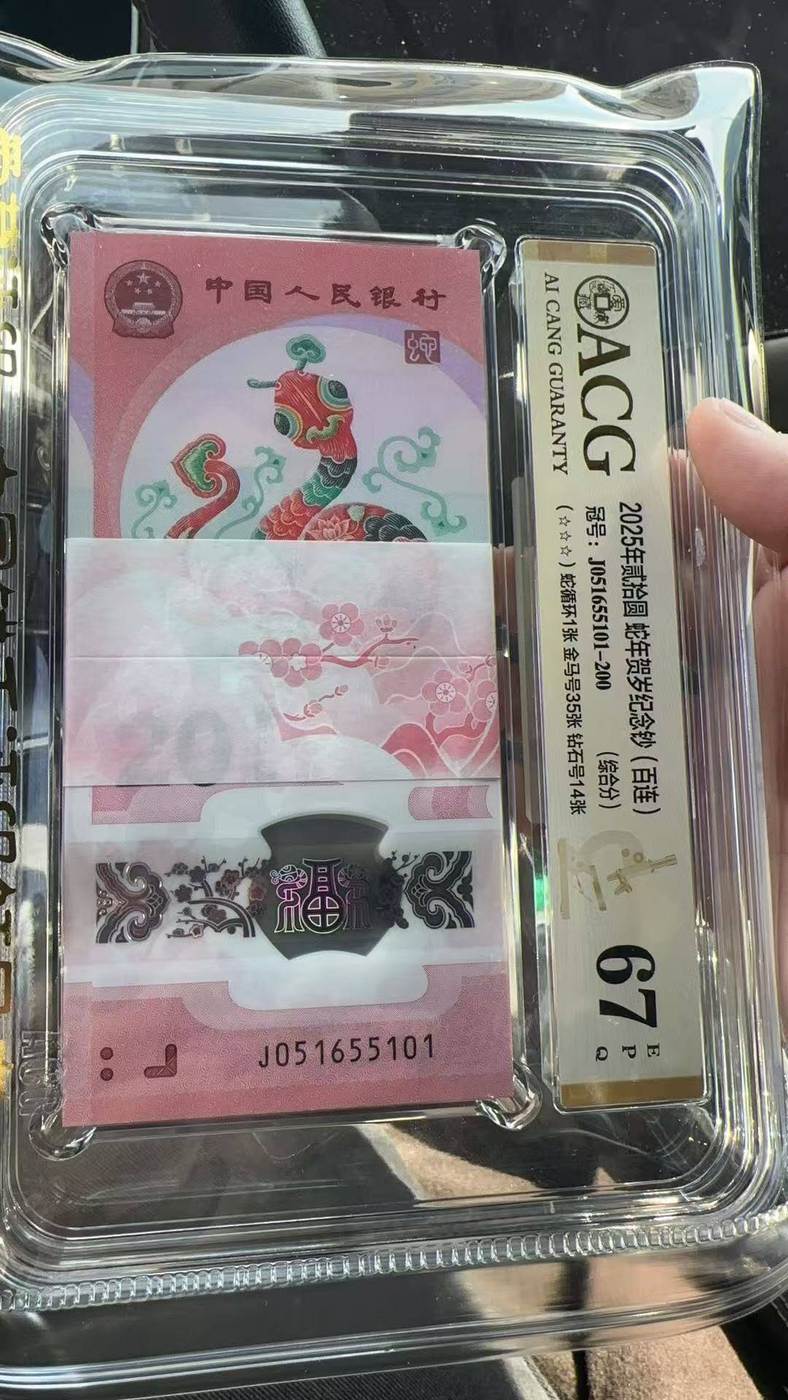 中国人民银行
蛇
福
J051655101
ACG
AI CANG GUARANTY
2025年贰拾圆 蛇年贺岁纪念钞（百连）
冠号：J051655101-200 （综合分）
（☆☆☆）蛇循环1张 金马号35张 钻石号14张
67
E
P
Q